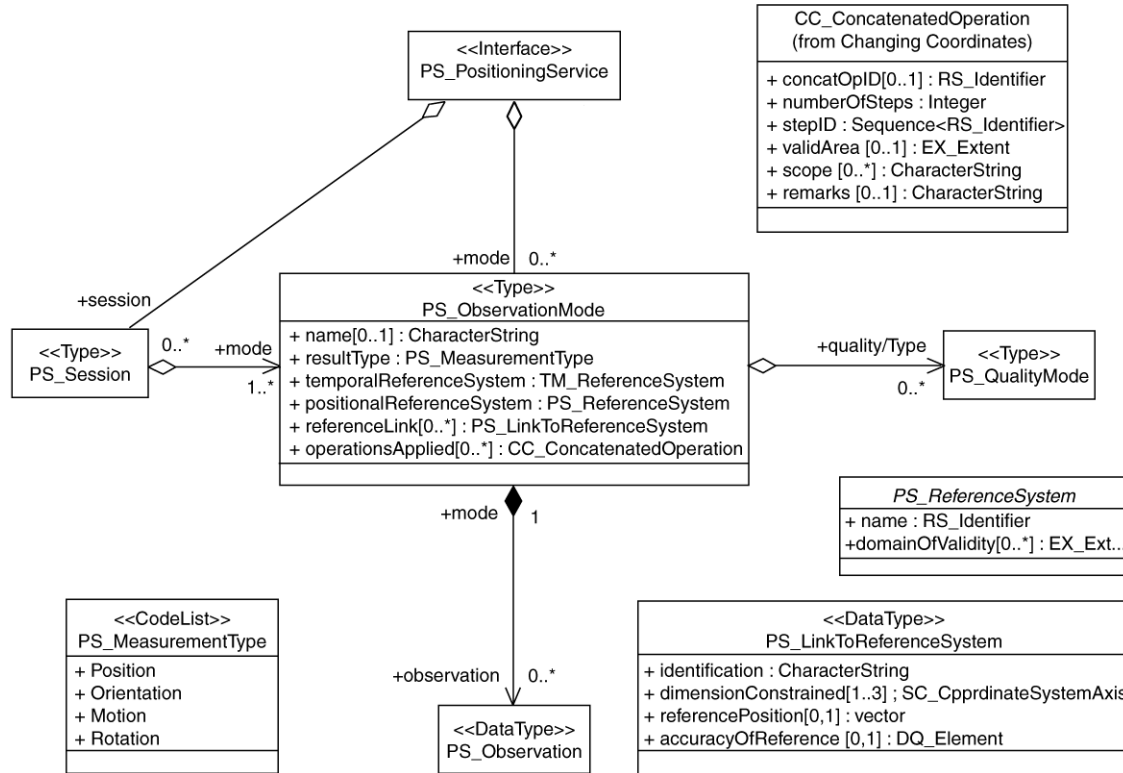 <<Interface>>
PS_PositioningService
CC_ConcatenatedOperation
(from Changing Coordinates)
+ concatOpID[0..1] : RS_Identifier
+ numberOfSteps : Integer
+ stepID : Sequence<RS_Identifier>
+ validArea [0..1] : EX_Extent
+ scope [0..*] : CharacterString
+ remarks [0..1] : CharacterString
+mode 0..*
+session
<<Type>>
PS_ObservationMode
+ name[0..1] : CharacterString
+ resultType : PS_MeasurementType
+ temporalReferenceSystem : TM_ReferenceSystem
+ positionalReferenceSystem : PS_ReferenceSystem
+ referenceLink[0..*] : PS_LinkToReferenceSystem
+ operationsApplied[0..*] : CC_ConcatenatedOperation
<<Type>>
PS_Session
0..*
+mode
1..*
+quality/Type
0..*
<<Type>>
PS_QualityMode
+mode 1
PS_ReferenceSystem
+ name : RS_Identifier
+domainOfValidity[0..*] : EX_Ext...
<<CodeList>>
PS_MeasurementType
+ Position
+ Orientation
+ Motion
+ Rotation
+observation 0..*
<<DataType>>
PS_Observation
<<DataType>>
PS_LinkToReferenceSystem
+ identification : CharacterString
+ dimensionConstrained[1..3] ; SC_CpprdinateSystemAxis
+ referencePosition[0,1] : vector
+ accuracyOfReference [0,1] : DQ_Element